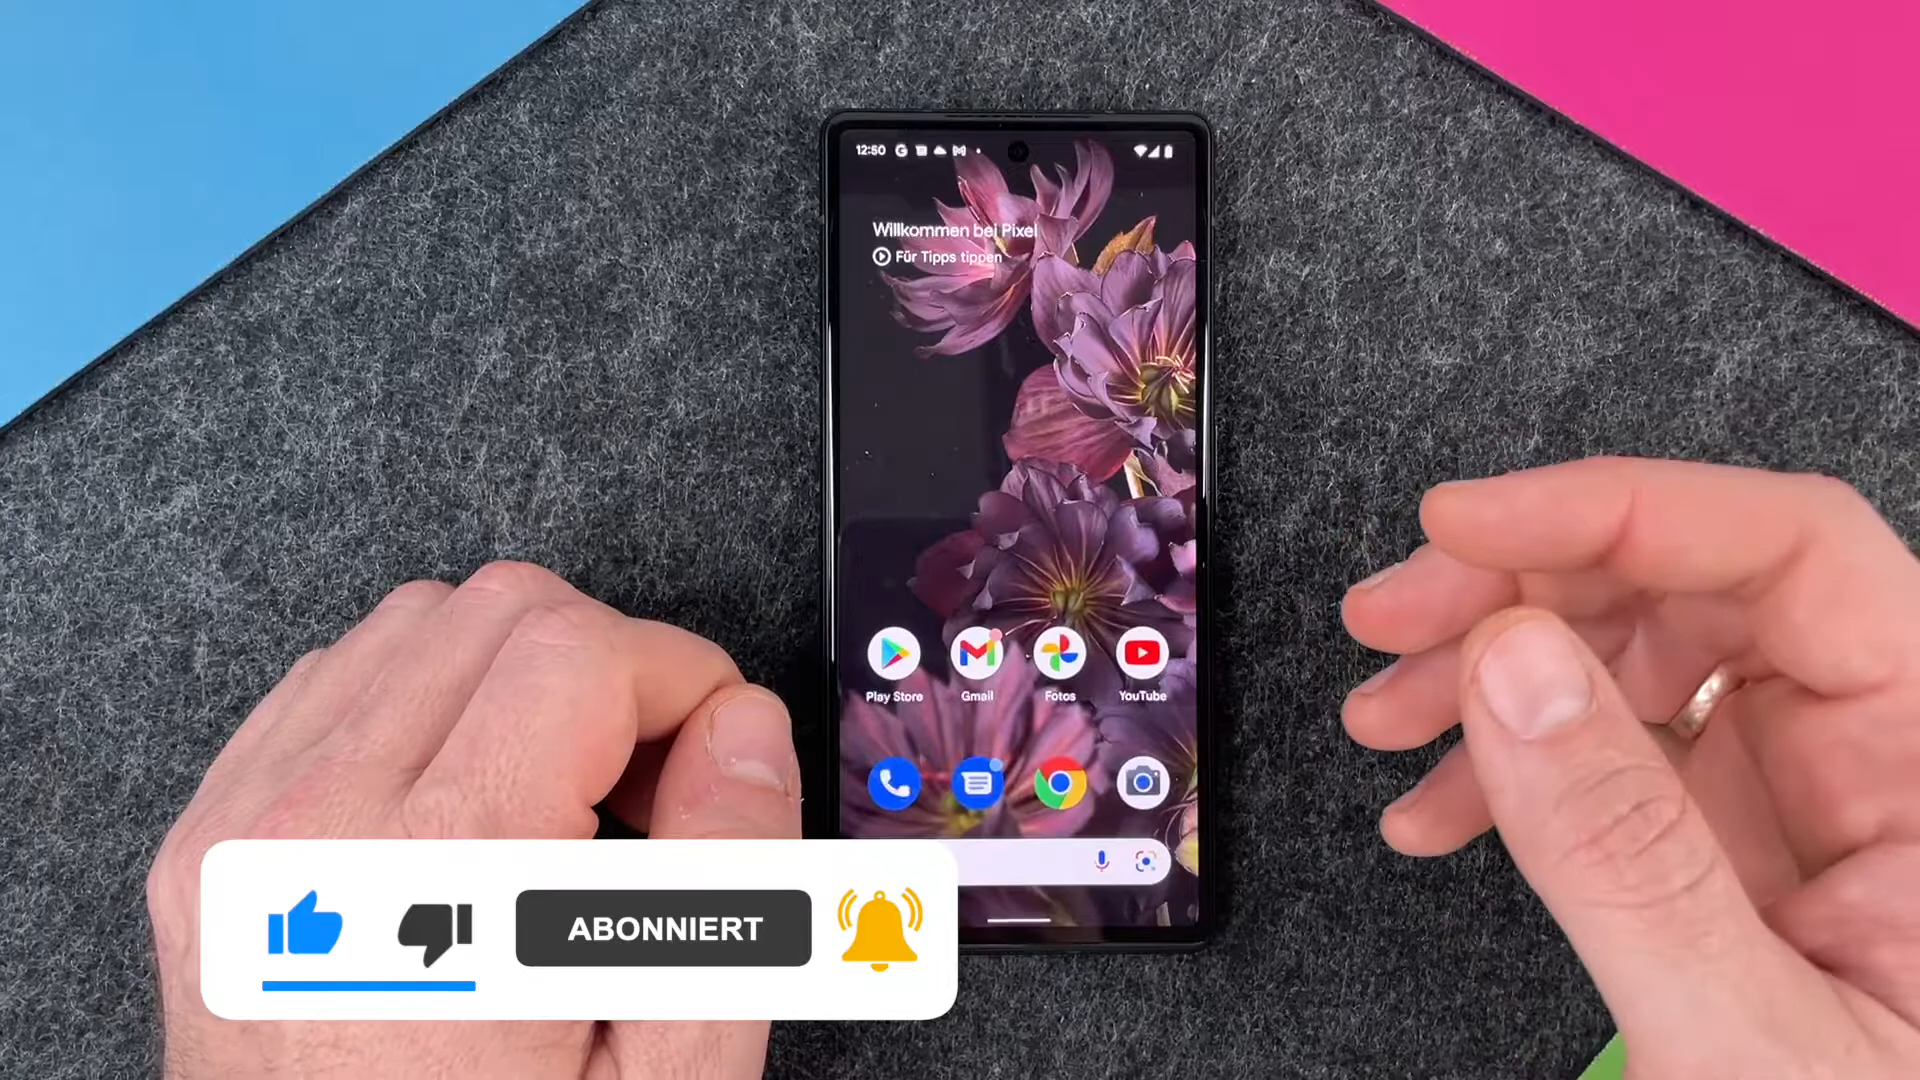 12:50
Willkommen bei Pixel
Für Tipps tippen
Play Store
Gmail
Fotos
YouTube
ABONNIERT